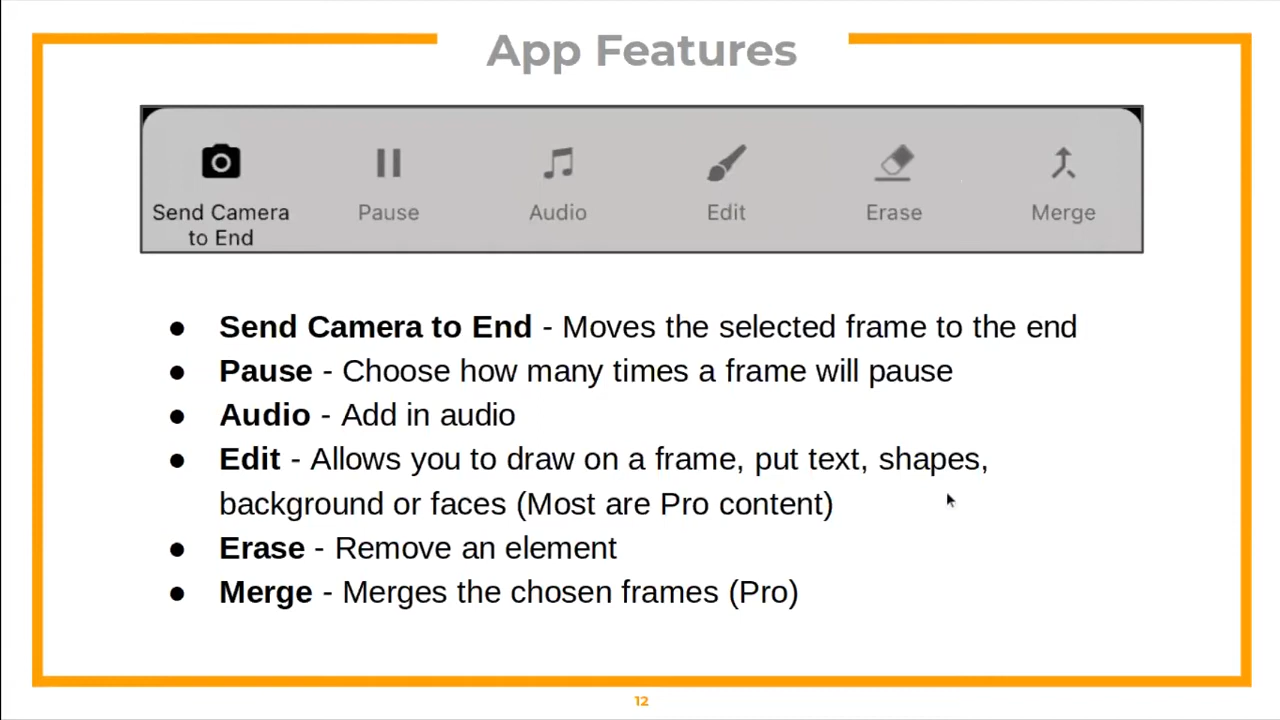 App Features
Send Camera
to End
Pause
Audio
Edit
Erase
Merge
● Send Camera to End - Moves the selected frame to the end
● Pause - Choose how many times a frame will pause
● Audio - Add in audio
● Edit - Allows you to draw on a frame, put text, shapes,
background or faces (Most are Pro content)
● Erase - Remove an element
● Merge - Merges the chosen frames (Pro)
12